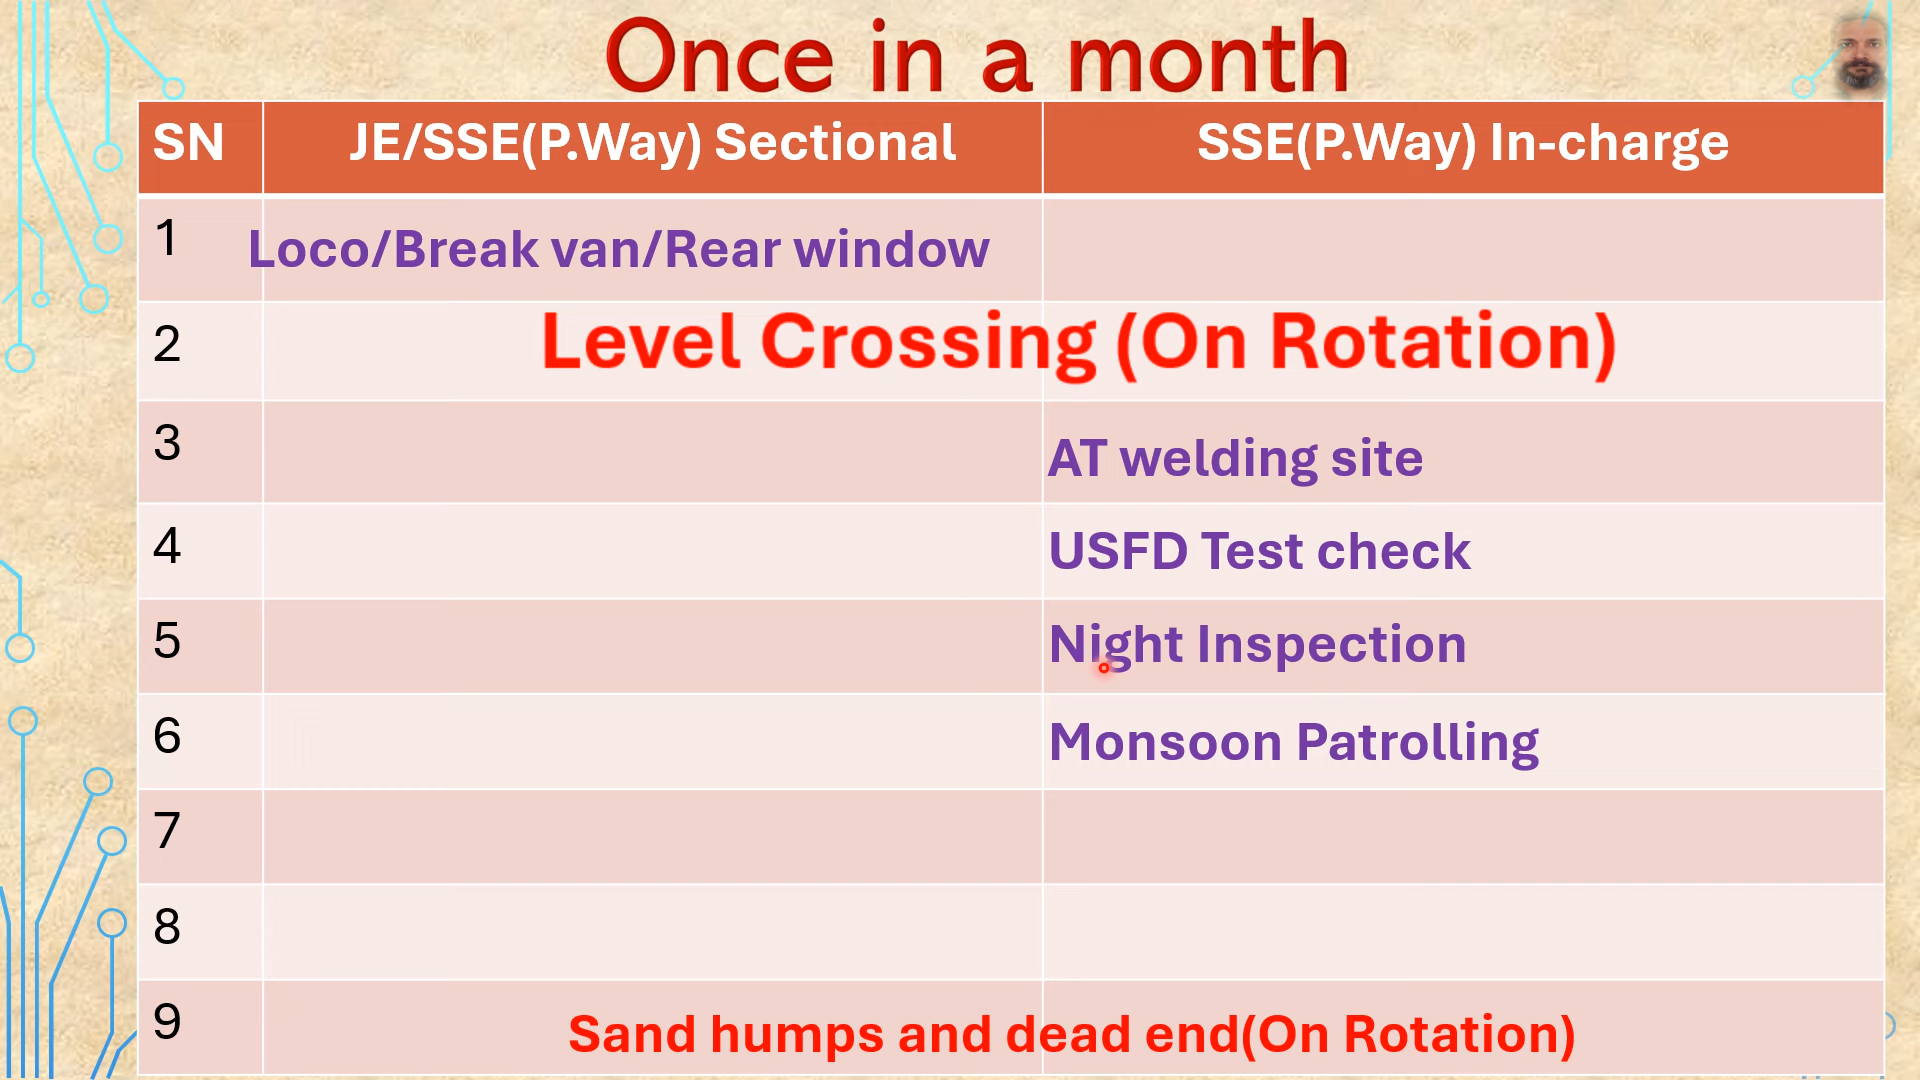 Once in a month
SN JE/SSE(P.Way) Sectional SSE(P.Way) In-charge
1 Loco/Break van/Rear window
2 Level Crossing (On Rotation)
3 AT welding site
4 USFD Test check
5 Night Inspection
6 Monsoon Patrolling
7
8
9 Sand humps and dead end(On Rotation)